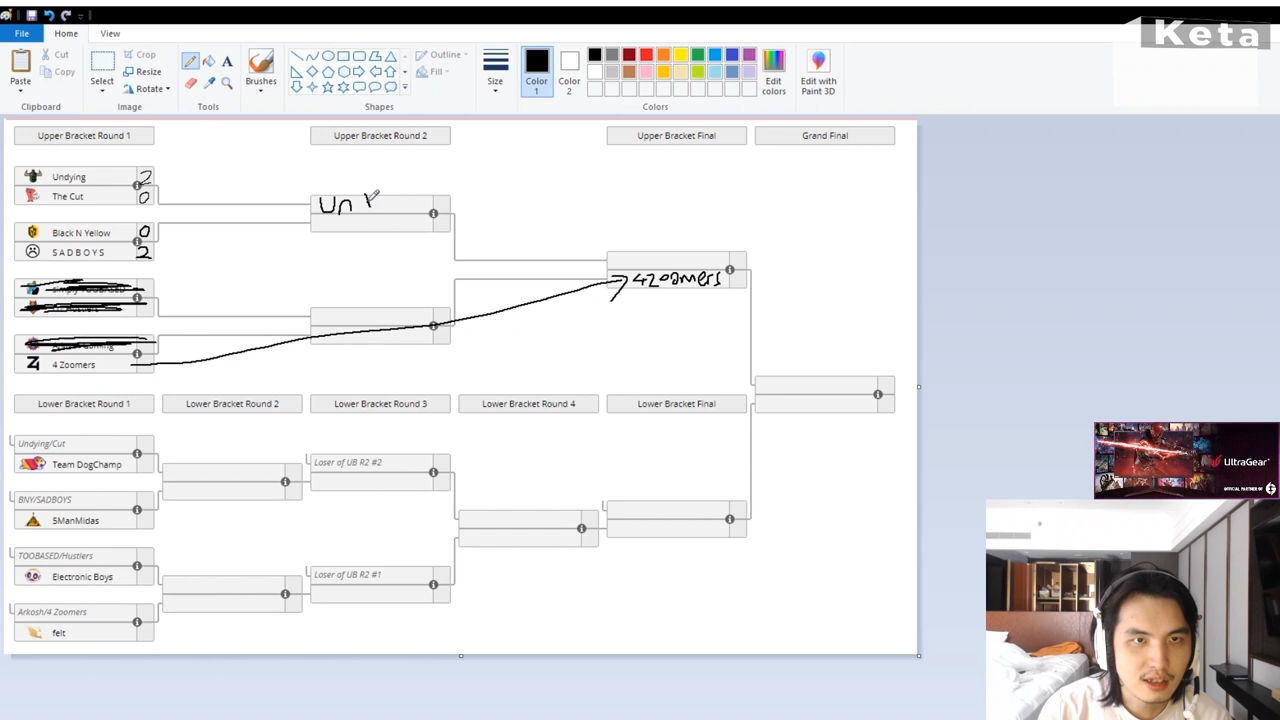 Keta
File Home View
Paste
Cut
Copy
Clipboard
Select
Crop
Resize
Rotate
Image
A
Tools
Brushes
Outline
Fill
Shapes
Size
Color 1
Color 2
Edit colors
Colors
Edit with Paint 3D
Upper Bracket Round 1 Upper Bracket Round 2 Upper Bracket Final Grand Final
Undying 2
The Cut 0
Un
Black N Yellow 0
S A D B O Y S 2
4Zoomers
4 Zoomers
Lower Bracket Round 1 Lower Bracket Round 2 Lower Bracket Round 3 Lower Bracket Round 4 Lower Bracket Final
Undying/Cut
Team DogChamp
Loser of UB R2 #2
BNY/SADBOYS
5ManMidas
TOOBASED/Hustlers
Electronic Boys
Loser of UB R2 #1
Arkosh/4 Zoomers
felt
UltraGear
OFFICIAL PARTNER OF